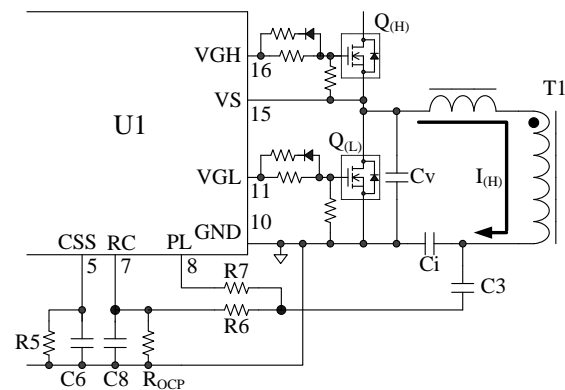 Q(H)
VGH
16
T1
VS
15
U1
Q(L)
VGL
11
Cv
I(H)
10
GND
CSS
RC
PL
5
7
8
Ci
R7
C3
R6
R5
C6
C8
ROCP